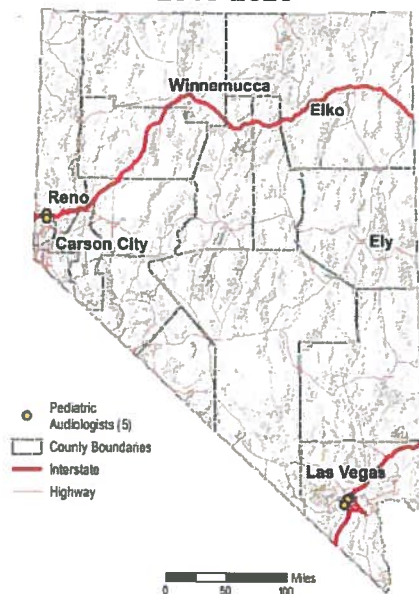 Winnemucca
Elko
Reno
Carson City
Ely
Las Vegas
Pediatric
Audiologists (5)
County Boundaries
Interstate
Highway
0 50 100 Miles